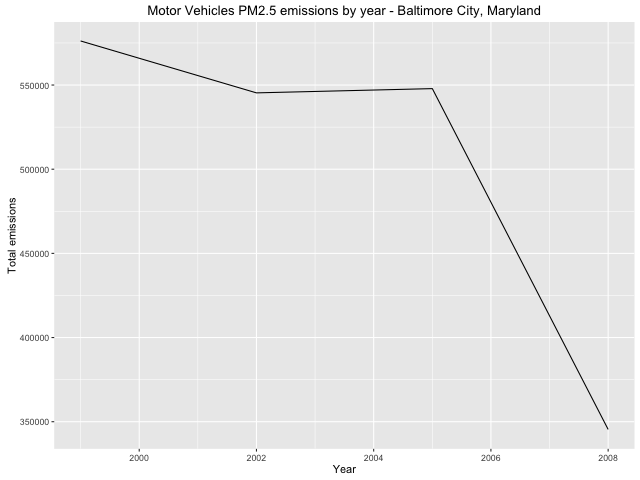 Motor Vehicles PM2.5 emissions by year - Baltimore City, Maryland
Total emissions
550000
500000
450000
400000
350000
2000 2002 2004 2006 2008
Year